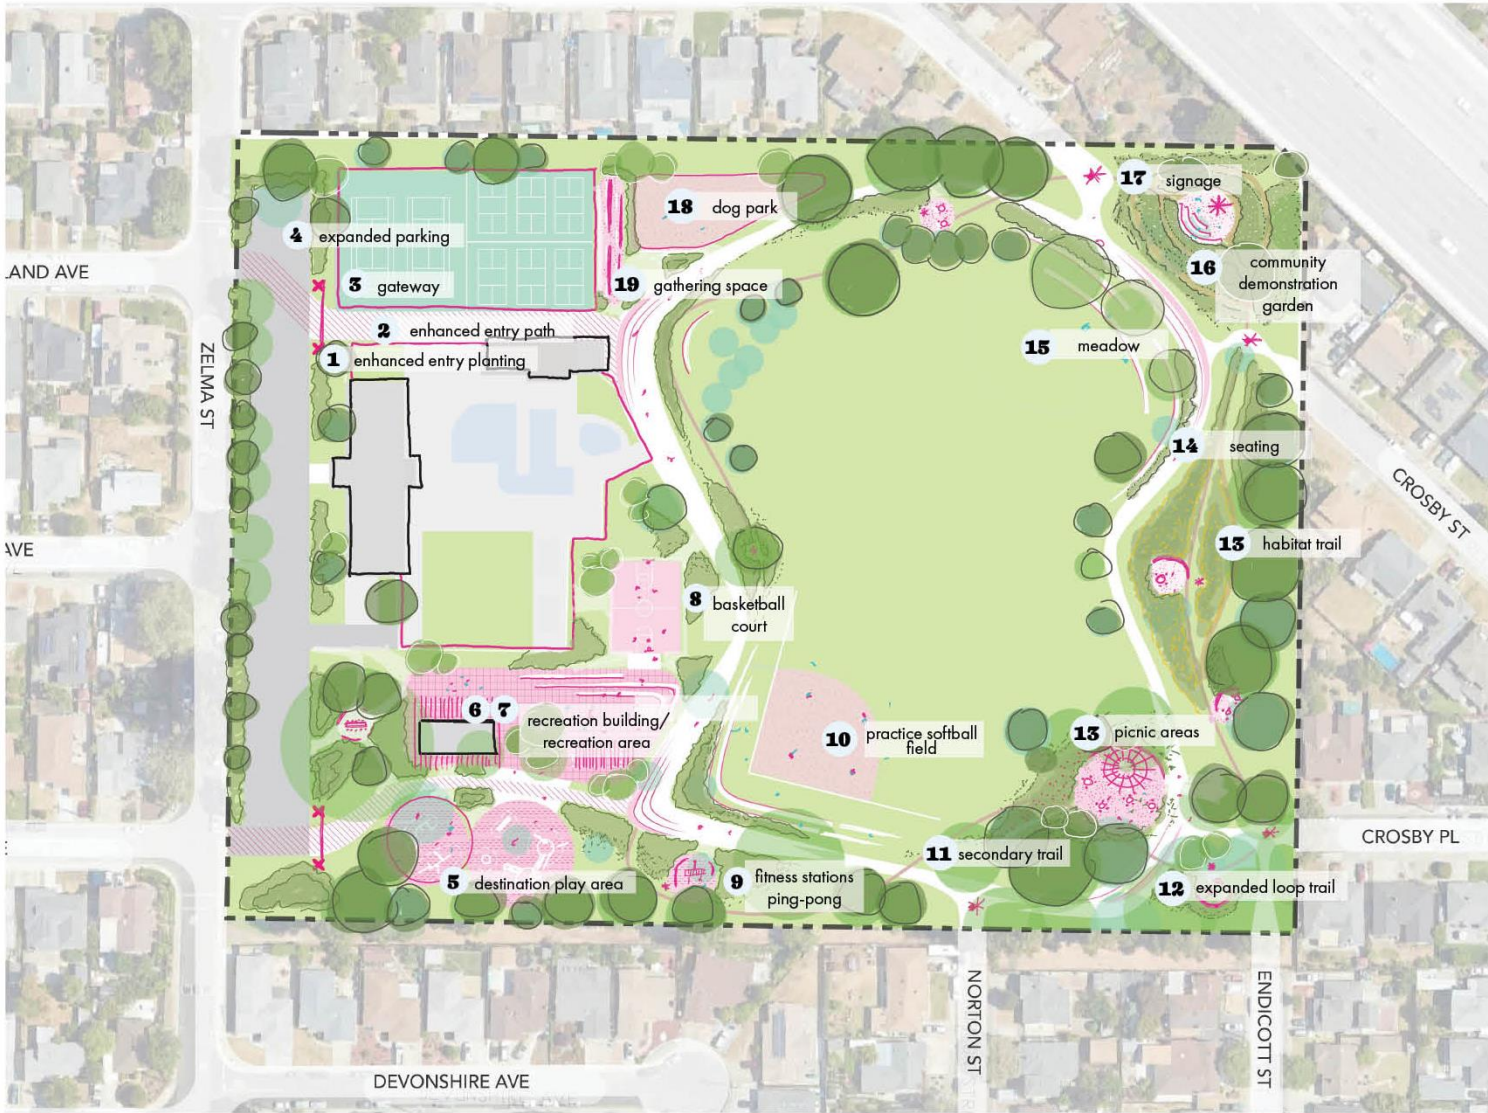 17 signage
18 dog park
4 expanded parking
LAND AVE
3 gateway
19 gathering space
16 community
demonstration
garden
2 enhanced entry path
1 enhanced entry planting
15 meadow
ZELMA ST
14 seating
CROSBY ST
AVE
13 habitat trail
8 basketball
court
6 7 recreation building/
recreation area
10 practice softball
field
13 picnic areas
CROSBY PL
11 secondary trail
5 destination play area
9 fitness stations
ping-pong
12 expanded loop trail
NORTON ST
ENDICOTT ST
DEVONSHIRE AVE